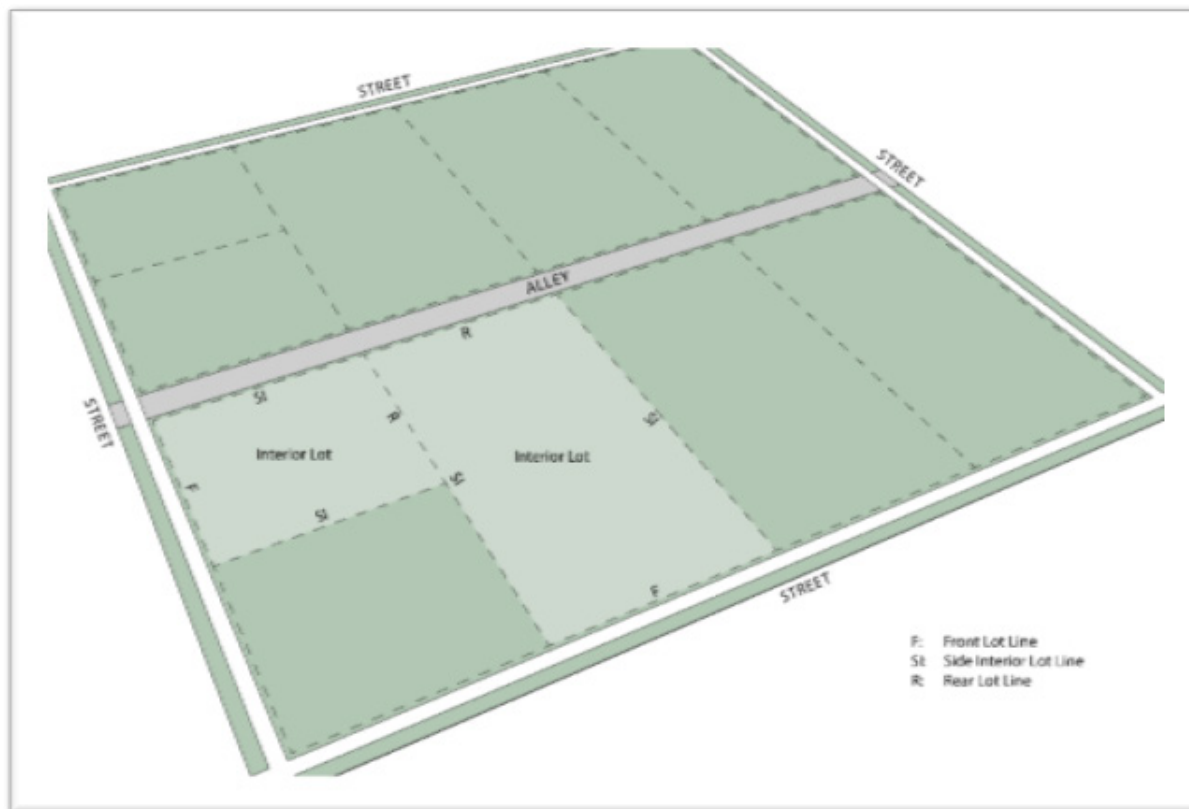 STREET
STREET
ALLEY
R
SI
R
STREET
SI
Interior Lot
Interior Lot
SI
F
SI
F
STREET
F: Front Lot Line
SI: Side Interior Lot Line
R: Rear Lot Line